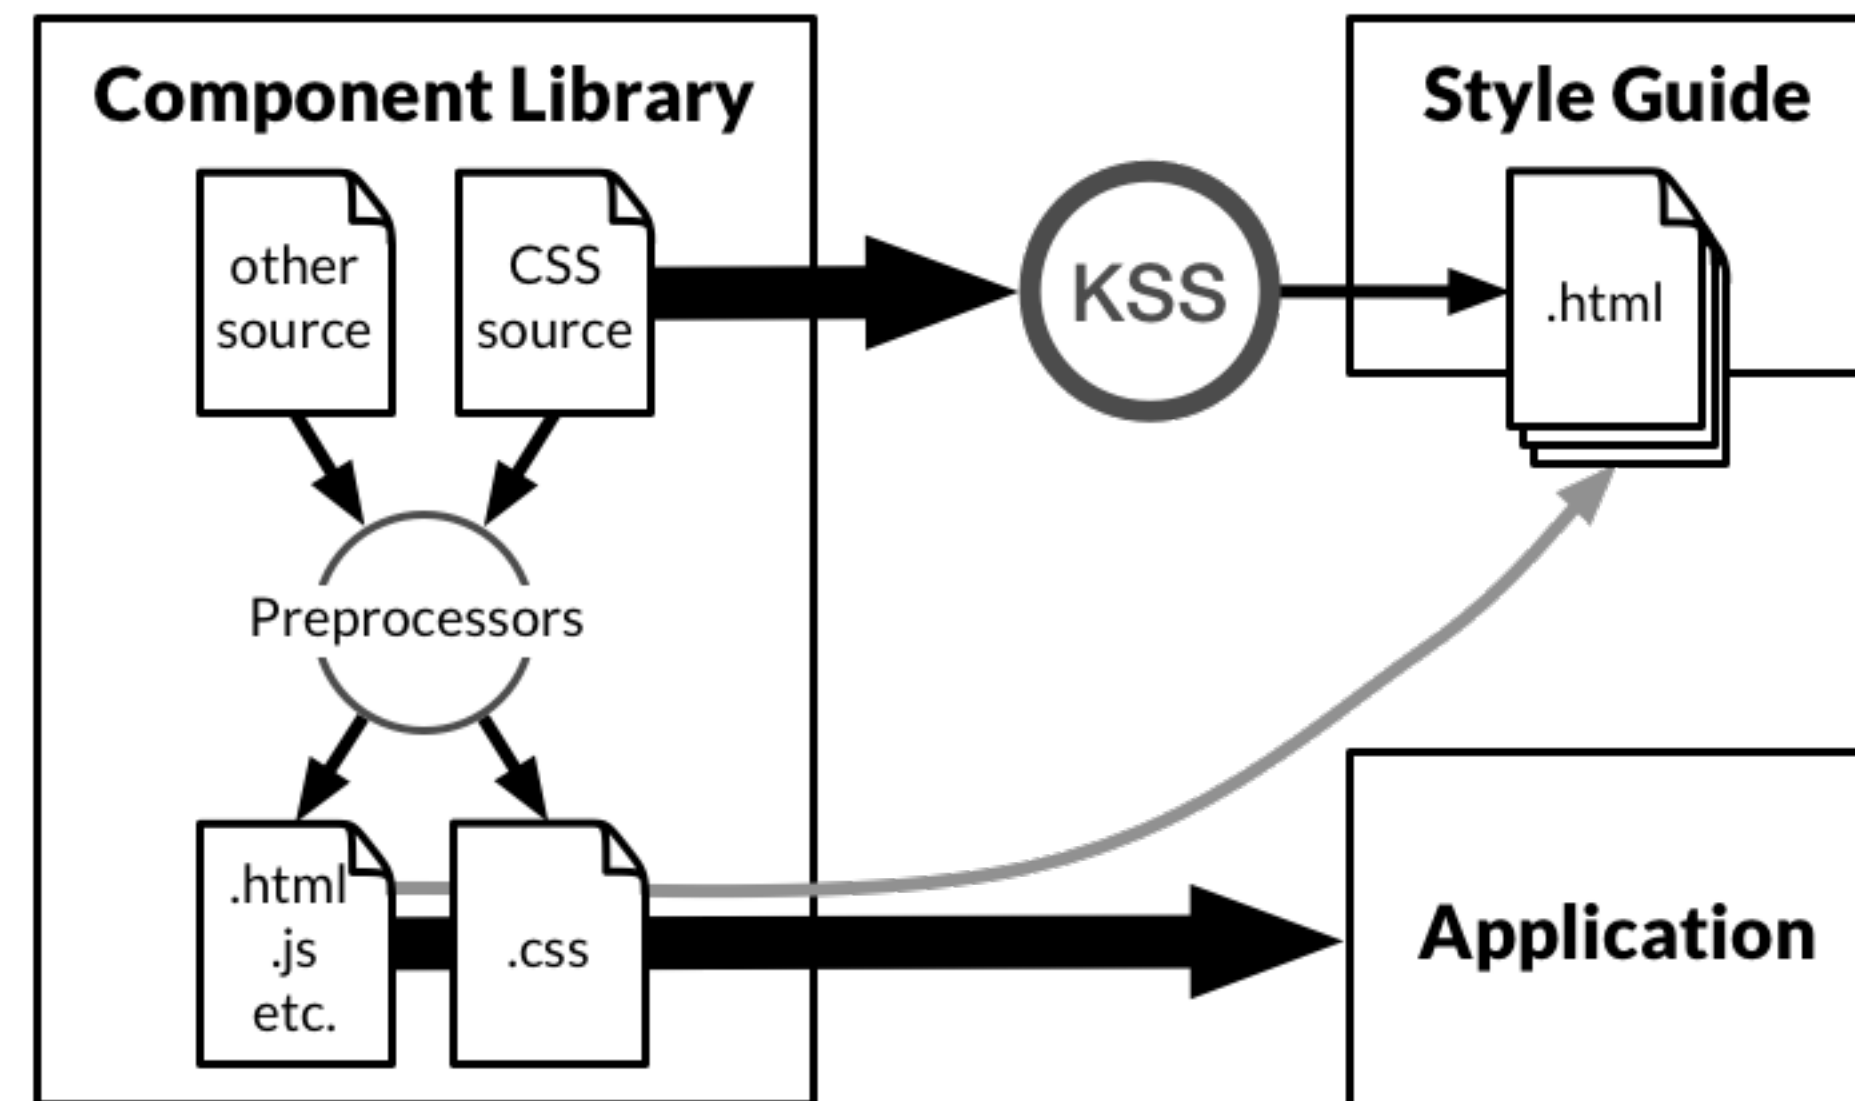 Component Library
other
source
CSS
source
KSS
Style Guide
.html
Preprocessors
.html
.js
etc.
.css
Application